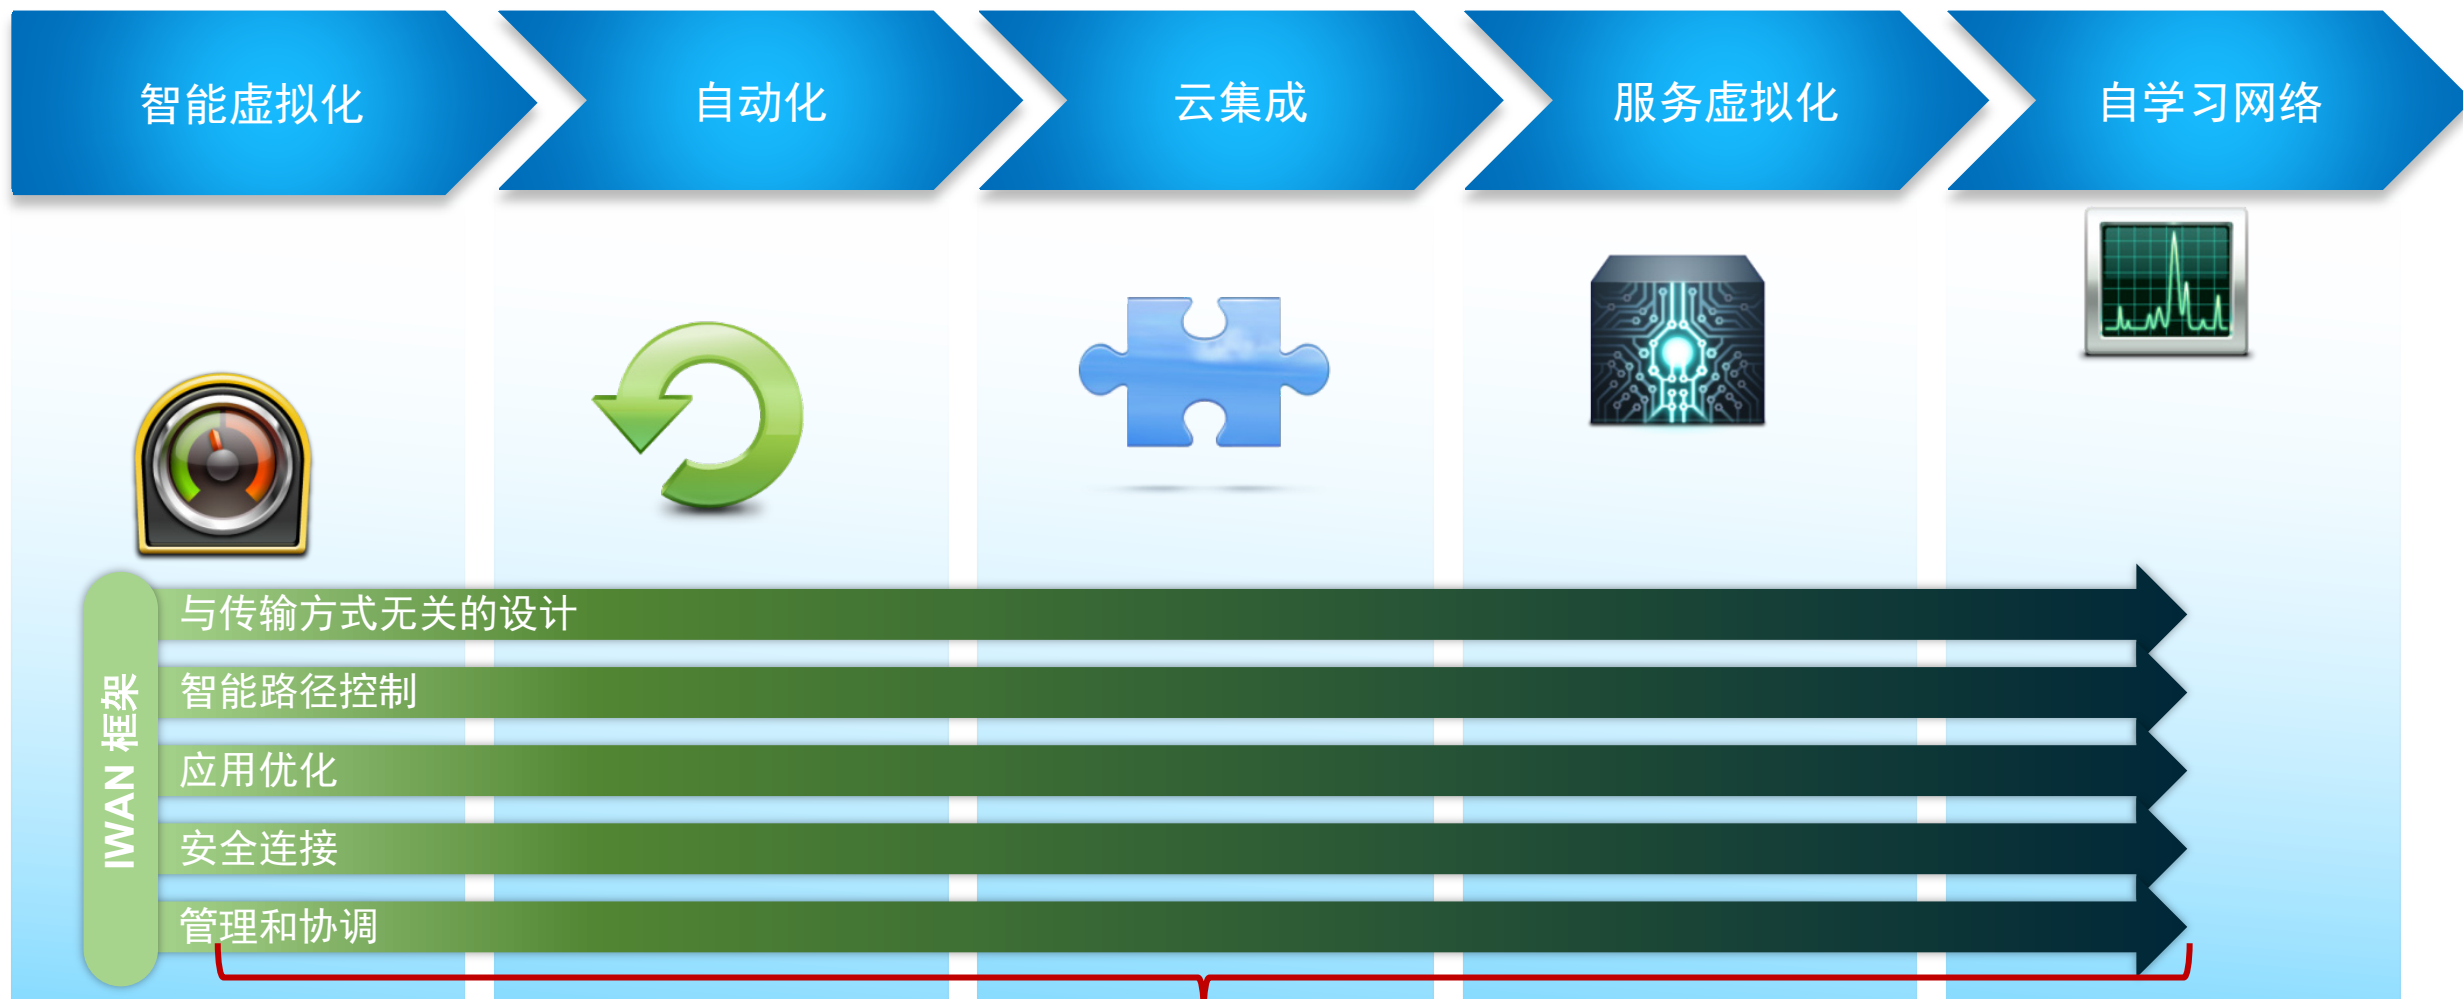 智能虚拟化
自动化
云集成
服务虚拟化
自学习网络
IWAN 框架
与传输方式无关的设计
智能路径控制
应用优化
安全连接
管理和协调